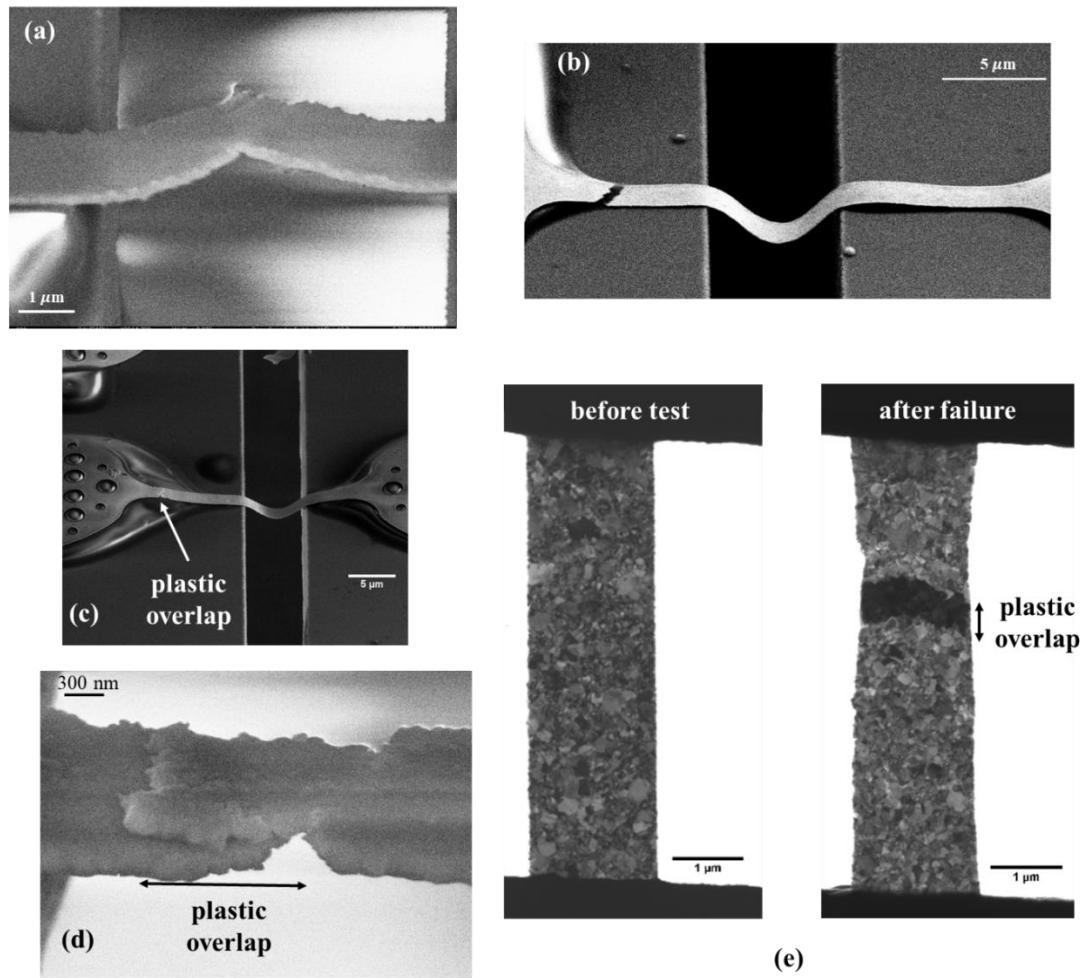 (a)
1 μm
(b)
5 μm
plastic
overlap
5 μm
(c)
300 nm
plastic
overlap
(d)
before test
1 μm
after failure
plastic
overlap
1 μm
(e)